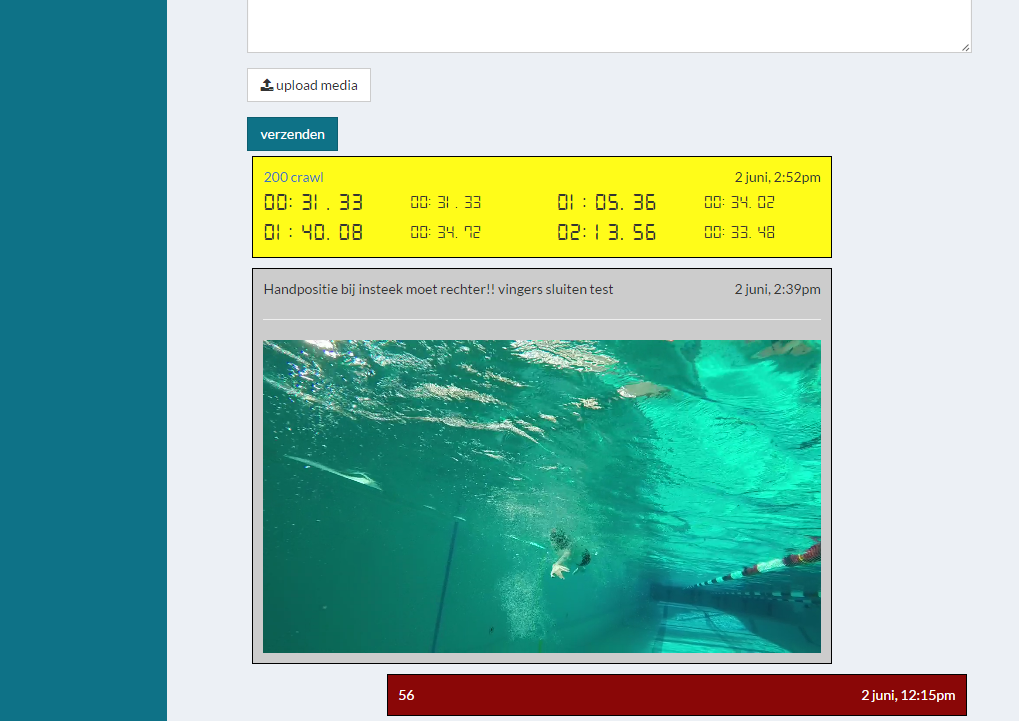 upload media
verzenden
200 crawl 2 juni, 2:52pm
00:31.33 00:31.33 01:05.36 00:34.02
01:40.08 00:34.72 02:13.56 00:33.48
Handpositie bij insteek moet rechter!! vingers sluiten test 2 juni, 2:39pm
56 2 juni, 12:15pm